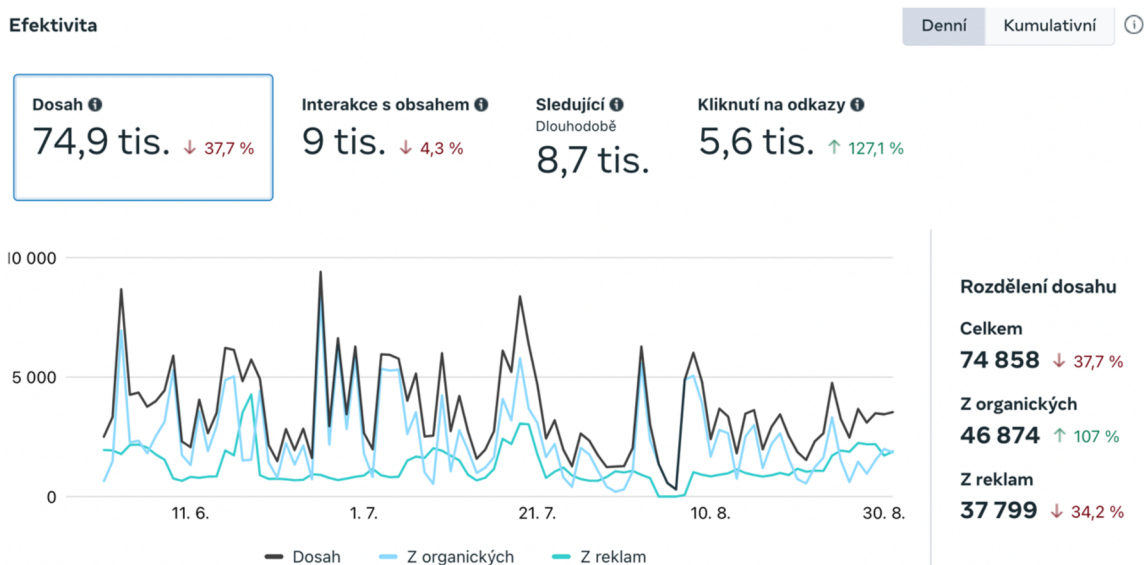 Efektivita
Denní Kumulativní
Dosah
74,9 tis. ↓ 37,7 %
Interakce s obsahem
9 tis. ↓ 4,3 %
Sledující
Dlouhodobě
8,7 tis.
Kliknutí na odkazy
5,6 tis. ↑ 127,1 %
10 000
5 000
0
11. 6. 1. 7. 21. 7. 10. 8. 30. 8.
Dosah Z organických Z reklam
Rozdělení dosahu
Celkem
74 858 ↓ 37,7 %
Z organických
46 874 ↑ 107 %
Z reklam
37 799 ↓ 34,2 %